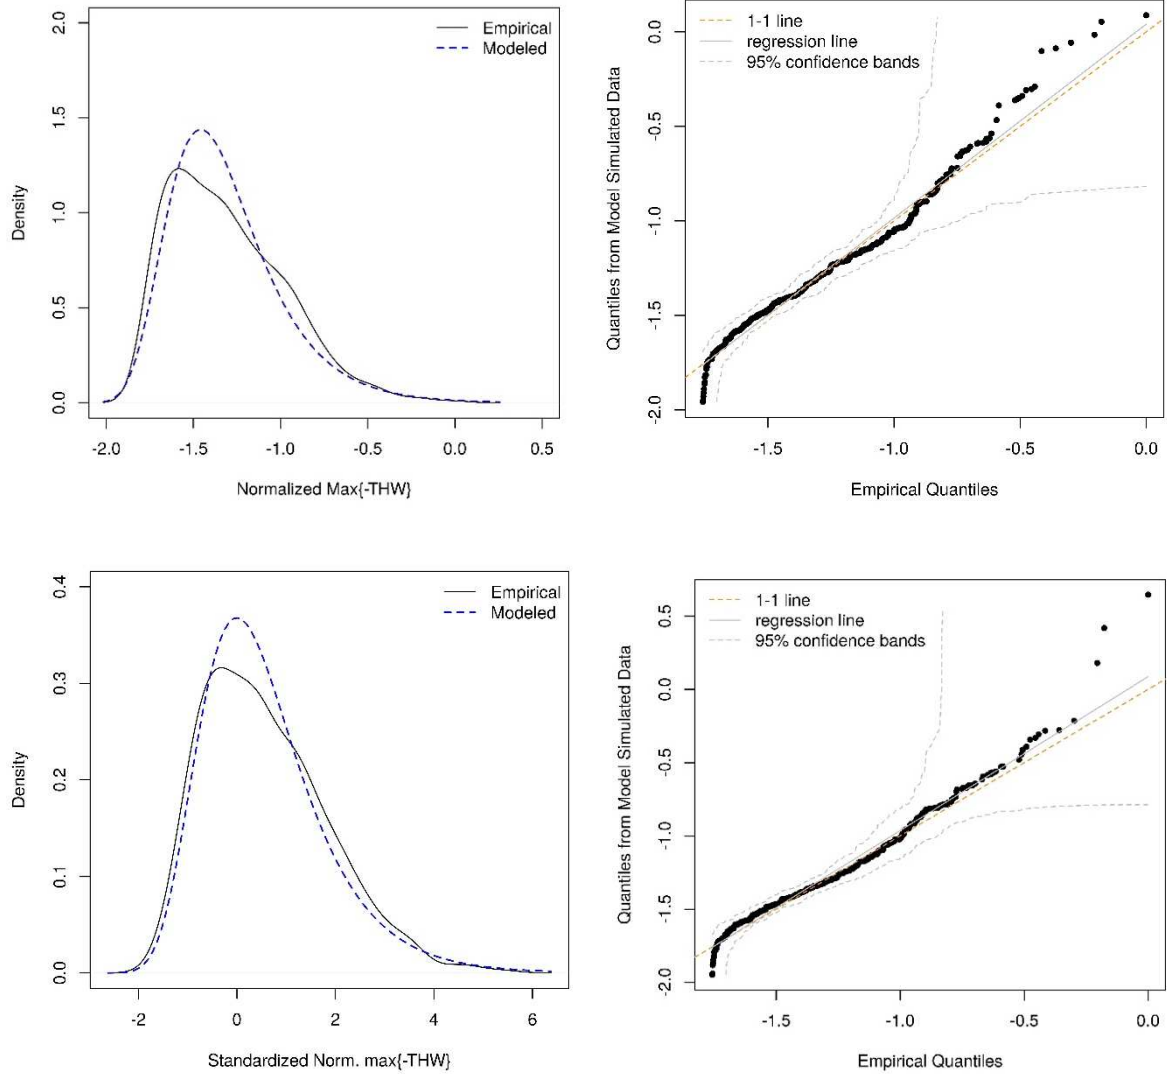 Empirical
Modeled
Density
0.0 0.5 1.0 1.5 2.0
-2.0 -1.5 -1.0 -0.5 0.0 0.5
Normalized Max{-THW}
1-1 line
regression line
95% confidence bands
Quantiles from Model Simulated Data
-2.0 -1.5 -1.0 -0.5 0.0
-1.5 -1.0 -0.5 0.0
Empirical Quantiles
Empirical
Modeled
Density
0.0 0.1 0.2 0.3 0.4
-2 0 2 4 6
Standardized Norm. max{-THW}
1-1 line
regression line
95% confidence bands
Quantiles from Model Simulated Data
-2.0 -1.5 -1.0 -0.5 0.0 0.5
-1.5 -1.0 -0.5 0.0
Empirical Quantiles